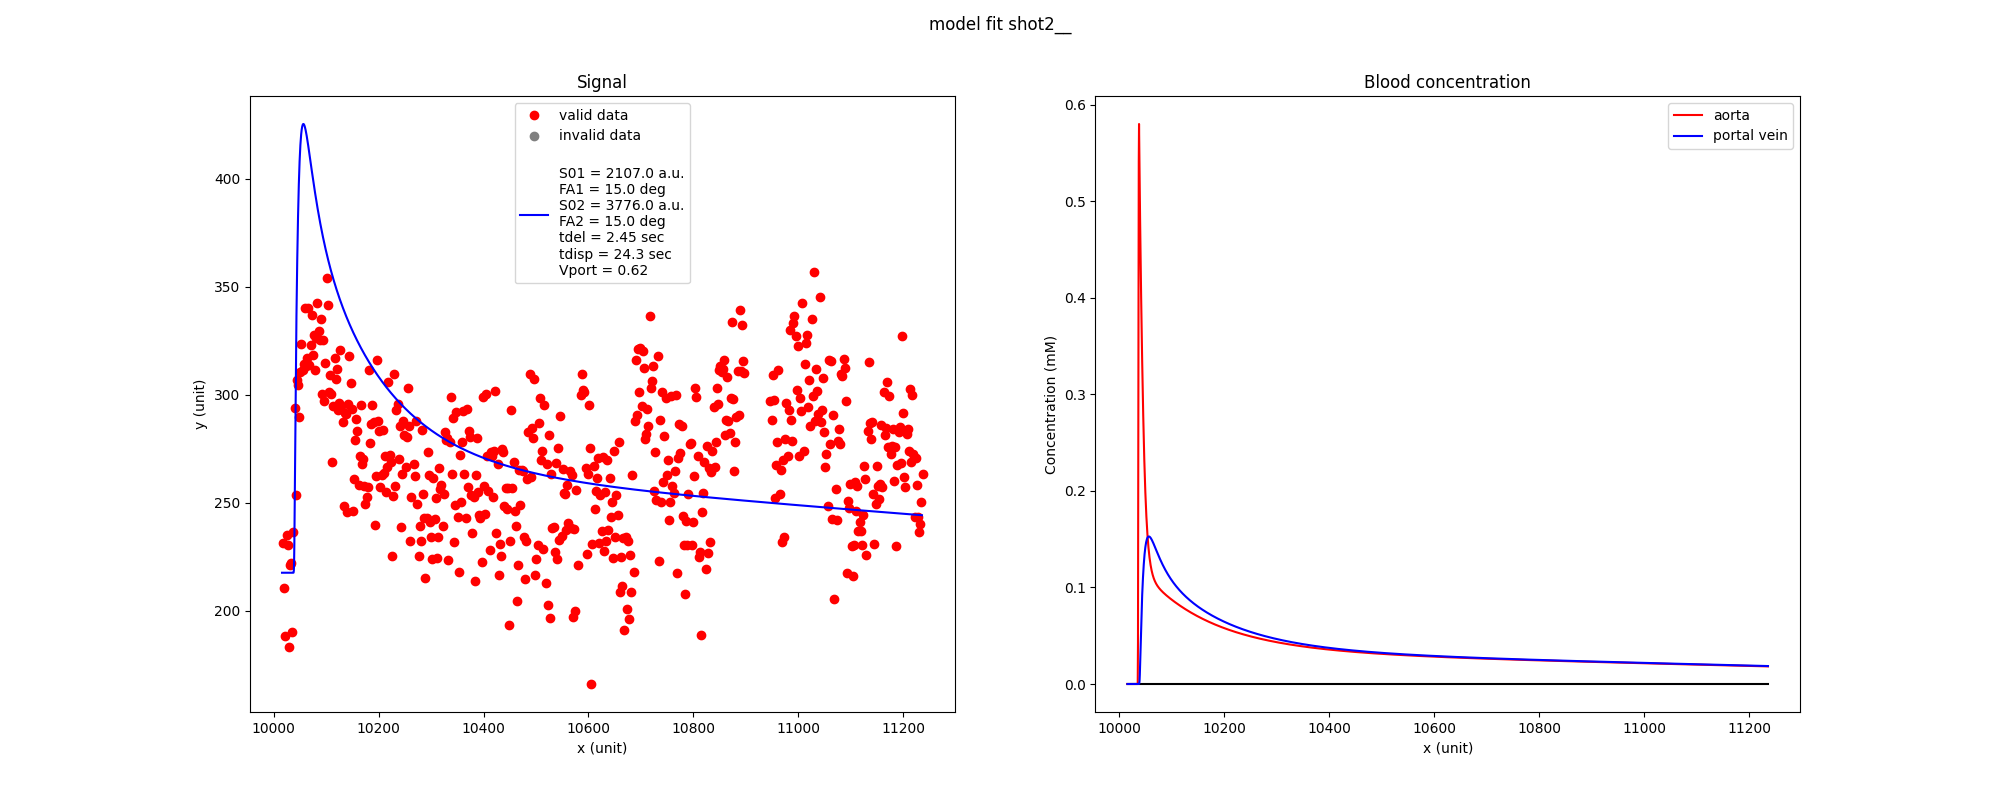 model fit shot2__
Signal
valid data
invalid data
S01 = 2107.0 a.u.
FA1 = 15.0 deg
S02 = 3776.0 a.u.
FA2 = 15.0 deg
tdel = 2.45 sec
tdisp = 24.3 sec
Vport = 0.62
y (unit)
400
350
300
250
200
10000 10200 10400 10600 10800 11000 11200
x (unit)
Blood concentration
aorta
portal vein
Concentration (mM)
0.6
0.5
0.4
0.3
0.2
0.1
0.0
10000 10200 10400 10600 10800 11000 11200
x (unit)